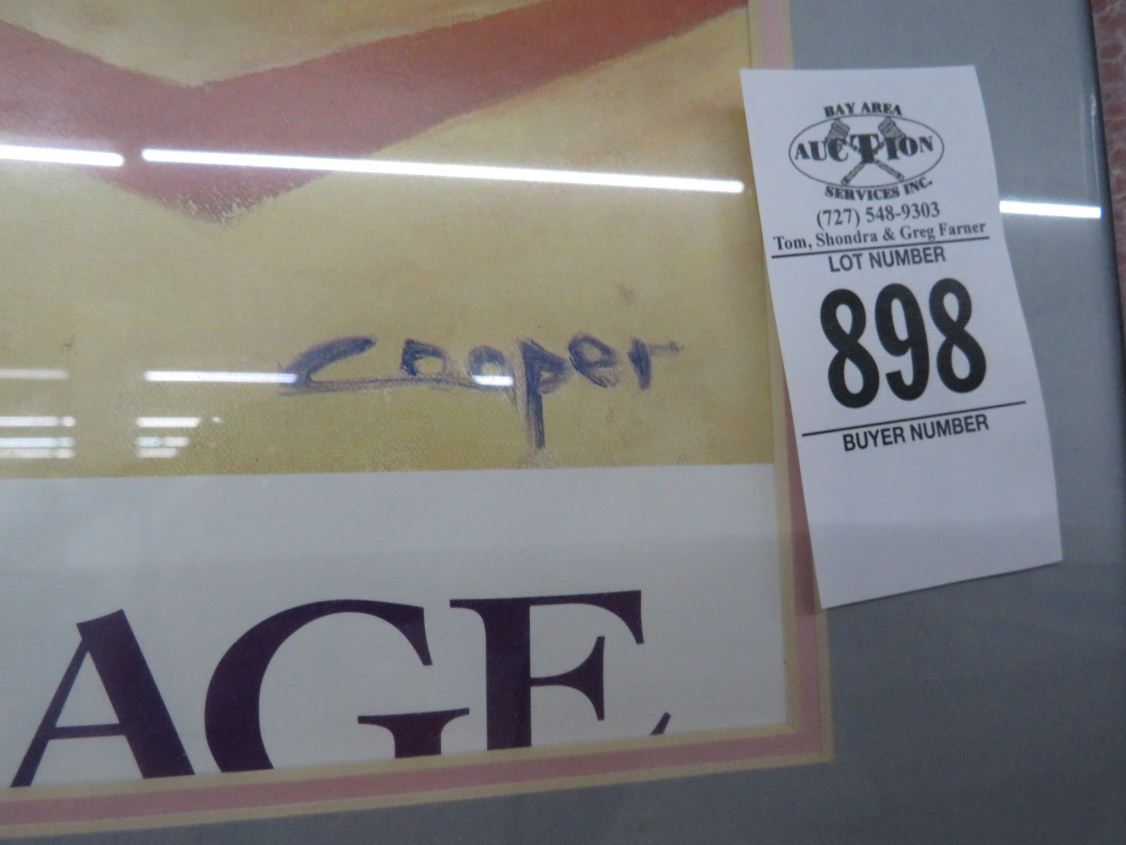 BAY AREA
AUCTION
SERVICES INC.
(727) 548-9303
Tom, Shondra & Greg Farner
LOT NUMBER
898
BUYER NUMBER
Cooper
AGE